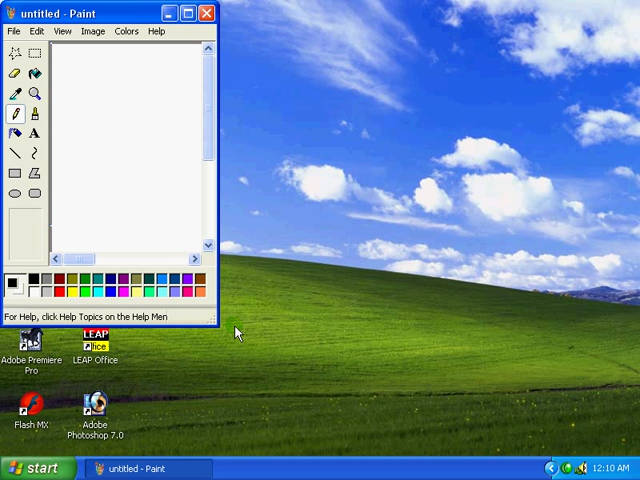 untitled - Paint
File Edit View Image Colors Help
A
For Help, click Help Topics on the Help Men
Adobe Premiere
Pro
LEAP
ffice
LEAP Office
Flash MX
Adobe
Photoshop 7.0
start
untitled - Paint
12:10 AM